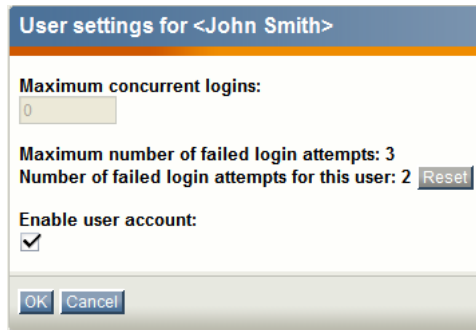 User settings for <John Smith>
Maximum concurrent logins:
0
Maximum number of failed login attempts: 3
Number of failed login attempts for this user: 2 Reset
Enable user account:
OK Cancel